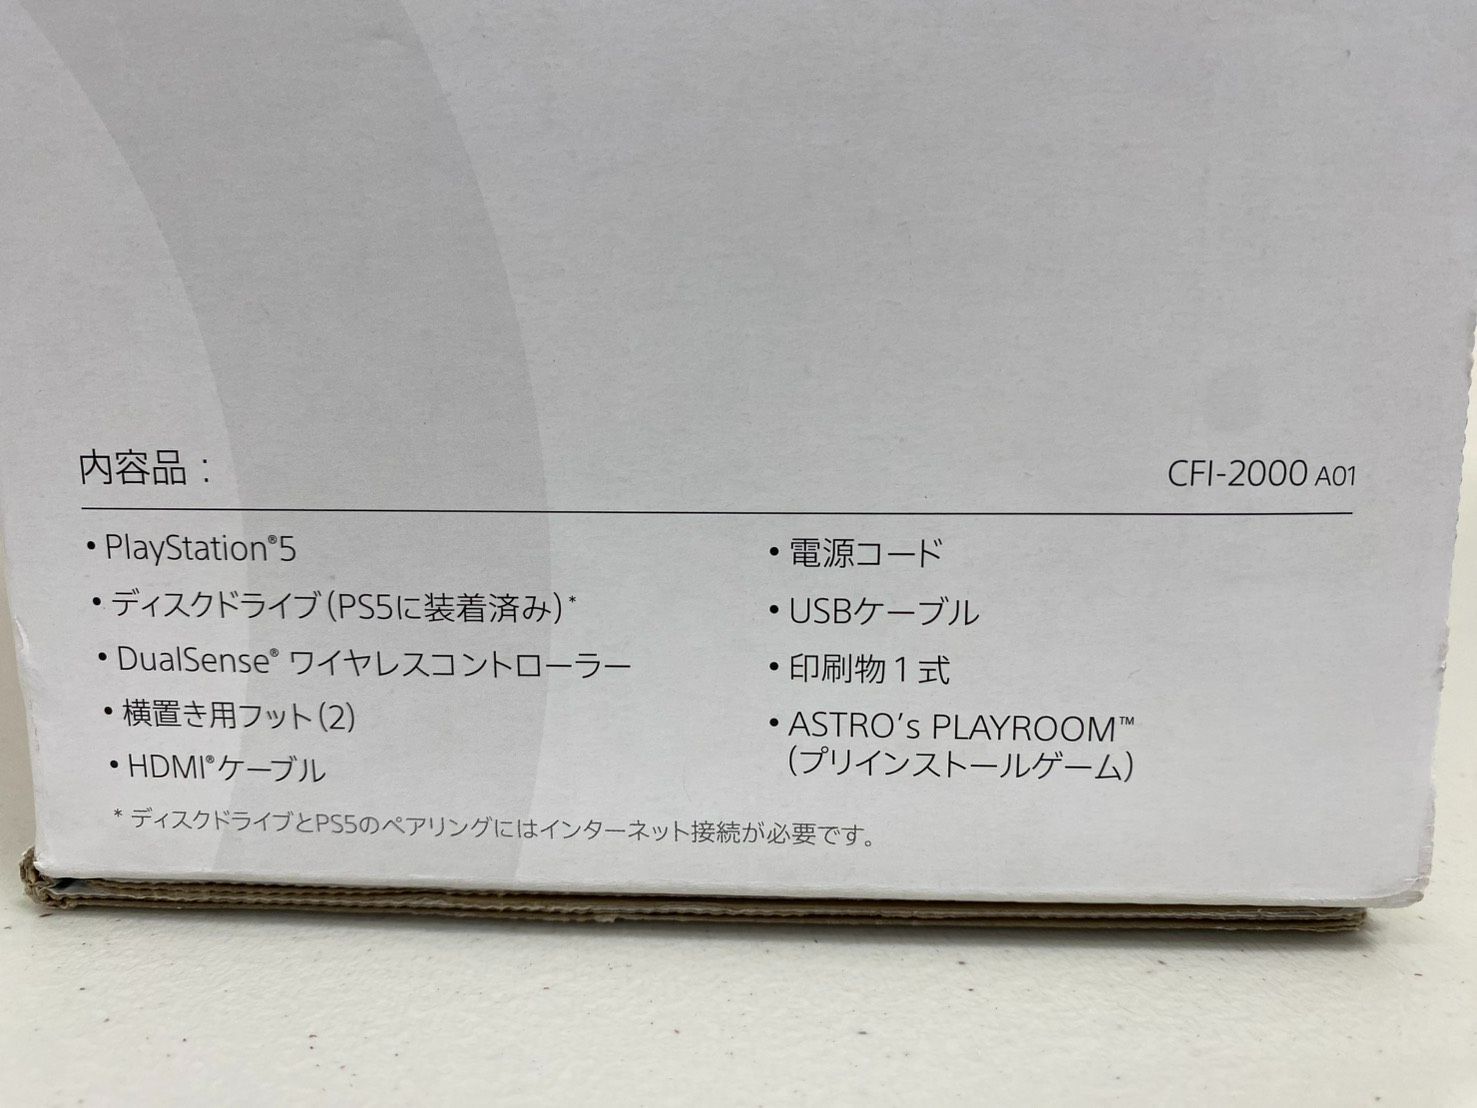 内容品：
CFI-2000 A01
• PlayStation®5
• ディスクドライブ（PS5に装着済み）*
• DualSense® ワイヤレスコントローラー
• 横置き用フット（2）
• HDMI®ケーブル
• 電源コード
• USBケーブル
• 印刷物1式
• ASTRO's PLAYROOM™
（プリインストールゲーム）
* ディスクドライブとPS5のペアリングにはインターネット接続が必要です。